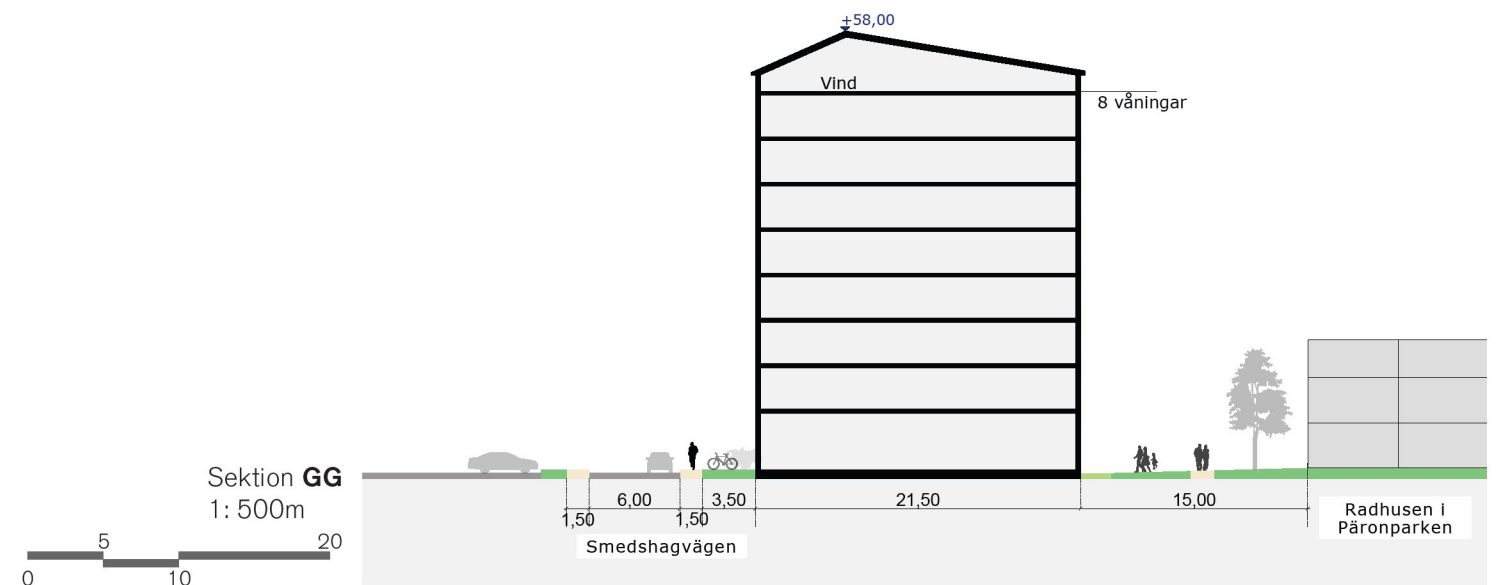 +58,00
Vind
8 våningar
Sektion GG
1:500m
5
20
0
10
1,50
6,00
1,50
3,50
21,50
15,00
Smedshagvägen
Radhusen i
Päronparken